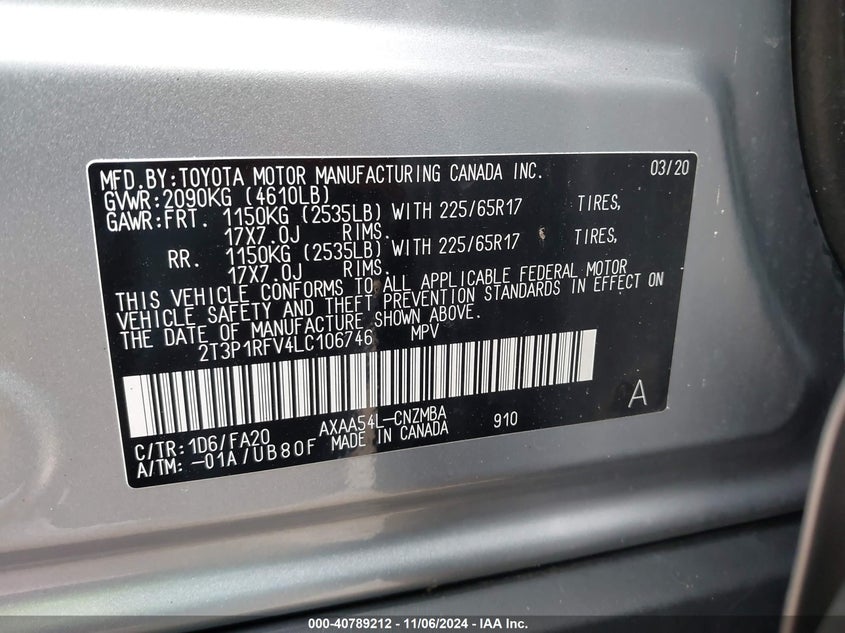 MFD.BY:TOYOTA MOTOR MANUFACTURING CANADA INC. 03/20
GVWR:2090KG (4610LB)
GAWR:FRT. 1150KG (2535LB) WITH 225/65R17 TIRES,
17X7.0J RIMS.
RR. 1150KG (2535LB) WITH 225/65R17 TIRES,
17X7.0J RIMS.
THIS VEHICLE CONFORMS TO ALL APPLICABLE FEDERAL MOTOR
VEHICLE SAFETY AND THEFT PREVENTION STANDARDS IN EFFECT ON
THE DATE OF MANUFACTURE SHOWN ABOVE.
2T3P1RFV4LC106746 MPV
A
AXAA54L-CNZMBA 910
C/TR:1D6/FA20 MADE IN CANADA
A/TM:-01A/UB80F
000-40789212 - 11/06/2024 - © IAA, Inc.